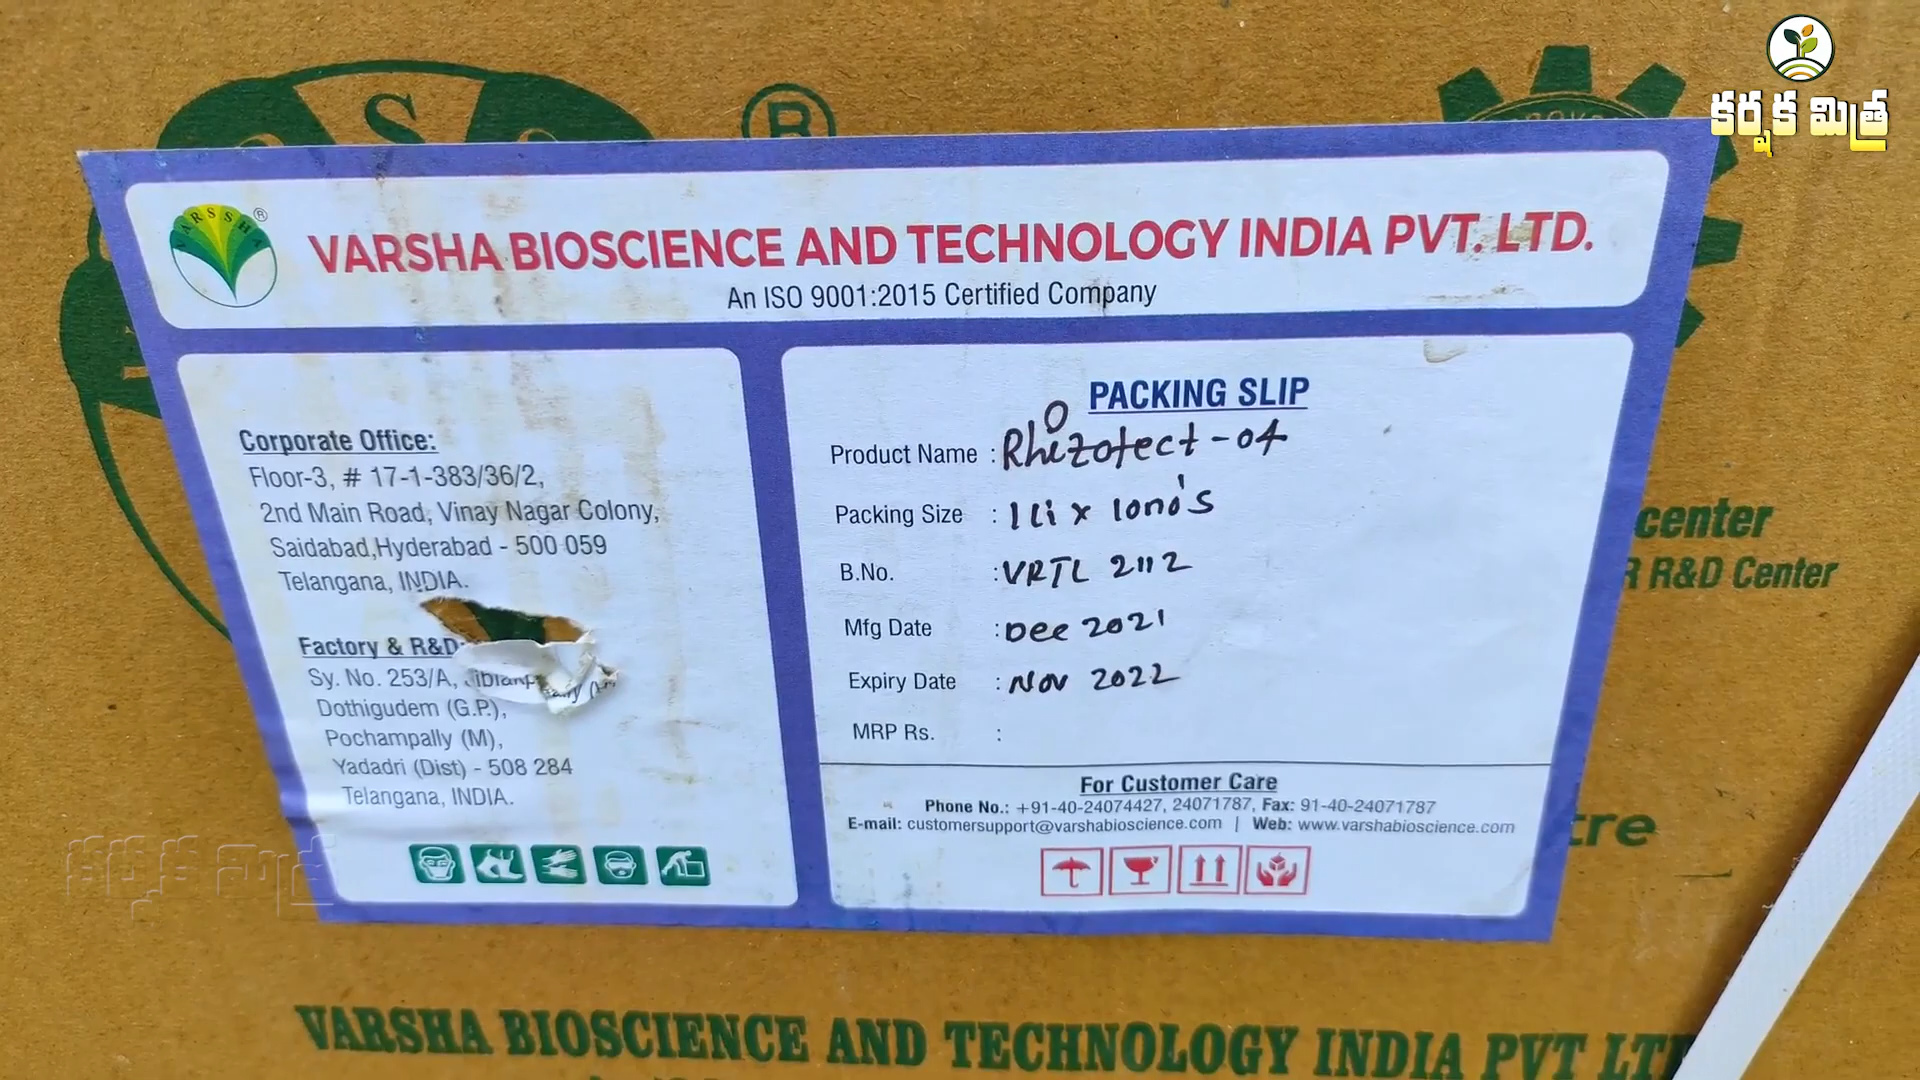 కర్షక మిత్ర
VARSSHA ®
VARSHA BIOSCIENCE AND TECHNOLOGY INDIA PVT. LTD.
An ISO 9001:2015 Certified Company
Corporate Office:
Floor-3, # 17-1-383/36/2,
2nd Main Road, Vinay Nagar Colony,
Saidabad,Hyderabad - 500 059
Telangana, INDIA.
Factory & R&D:
Sy. No. 253/A,
Dothigudem (G.P.),
Pochampally (M),
Yadadri (Dist) - 508 284
Telangana, INDIA.
PACKING SLIP
Product Name : Rhizotect-04
Packing Size : 1 Li x 10no's
B.No. : VRTL 2112
Mfg Date : Dec 2021
Expiry Date : Nov 2022
MRP Rs. :
For Customer Care
Phone No.: +91-40-24074427, 24071787, Fax: 91-40-24071787
E-mail: customersupport@varshabioscience.com | Web: www.varshabioscience.com
center
R R&D Center
tre
కర్షక మిత్ర
VARSHA BIOSCIENCE AND TECHNOLOGY INDIA PVT LT